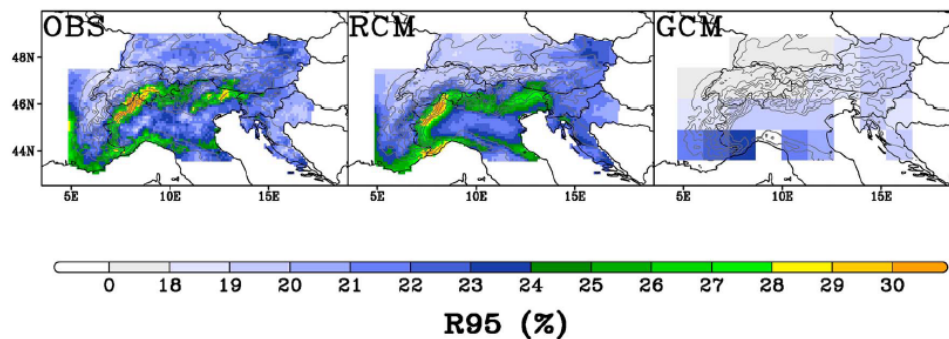 OBS RCM GCM
48N
46N
44N
5E 10E 15E 5E 10E 15E 5E 10E 15E
0 18 19 20 21 22 23 24 25 26 27 28 29 30
R95 (%)